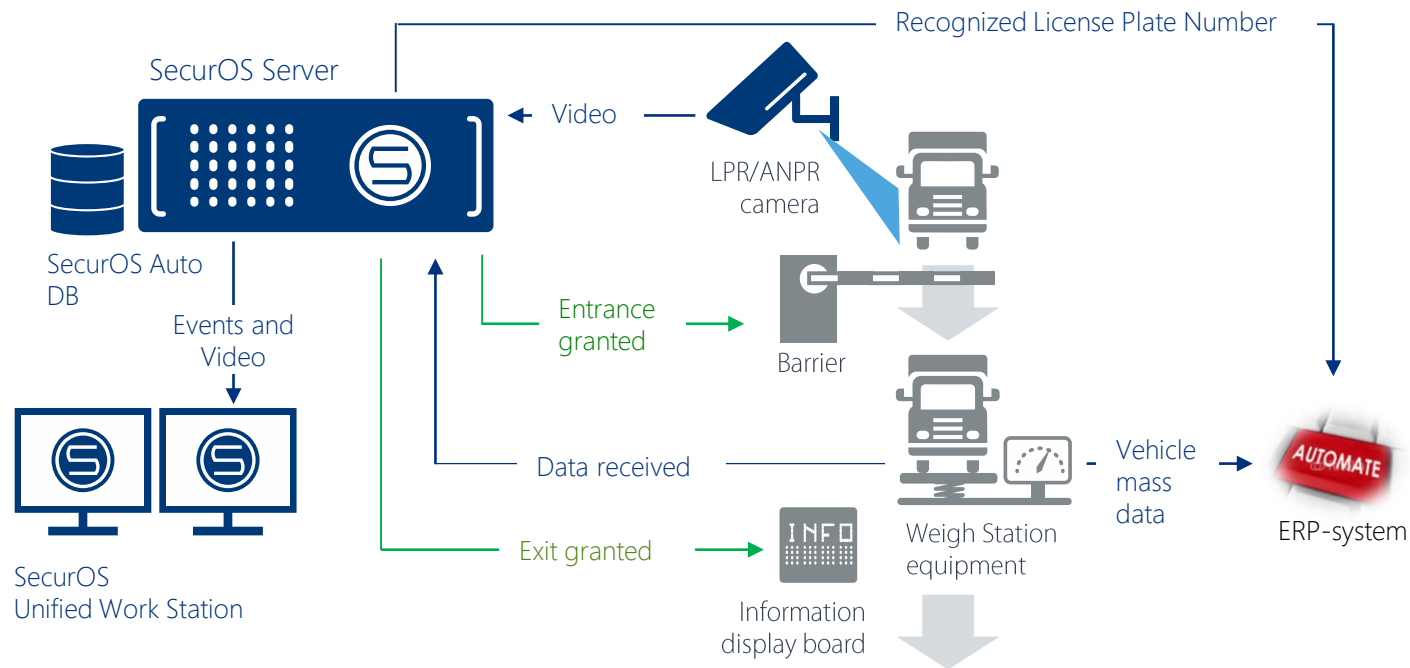 Recognized License Plate Number
SecurOS Server
Video
LPR/ANPR
camera
SecurOS Auto
DB
Events and
Video
Entrance
granted
Barrier
Data received
Vehicle
mass
data
AUTOMATE
ERP-system
INFO
Weigh Station
equipment
Exit granted
Information
display board
SecurOS
Unified Work Station